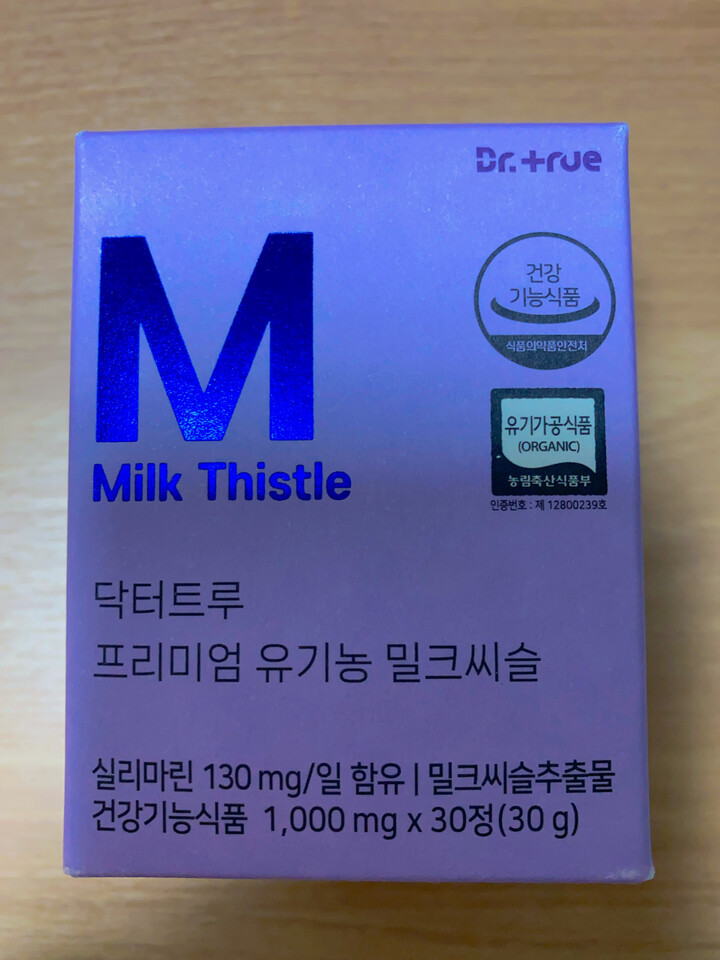 Dr.+rue
M
Milk Thistle
건강
기능식품
식품의약품안전처
유기가공식품
(ORGANIC)
농림축산식품부
인증번호 : 제 12800239호
닥터트루
프리미엄 유기농 밀크씨슬
실리마린 130 mg/일 함유 | 밀크씨슬추출물
건강기능식품 1,000 mg x 30정(30 g)